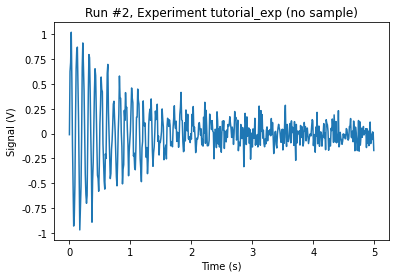 Run #2, Experiment tutorial_exp (no sample)
1
0.75
0.5
0.25
0
-0.25
-0.5
-0.75
-1
Signal (V)
0 1 2 3 4 5
Time (s)